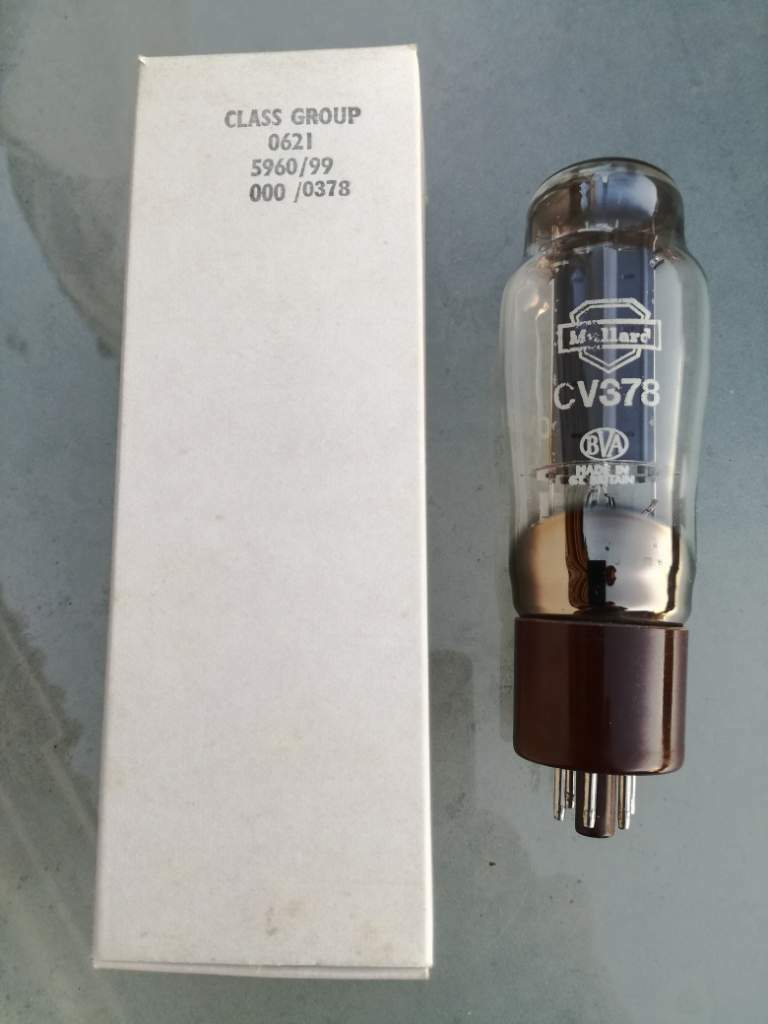 CLASS GROUP
0621
5960/99
000 /0378
Mullard
CV378
BVA
MADE IN
GT. BRITAIN